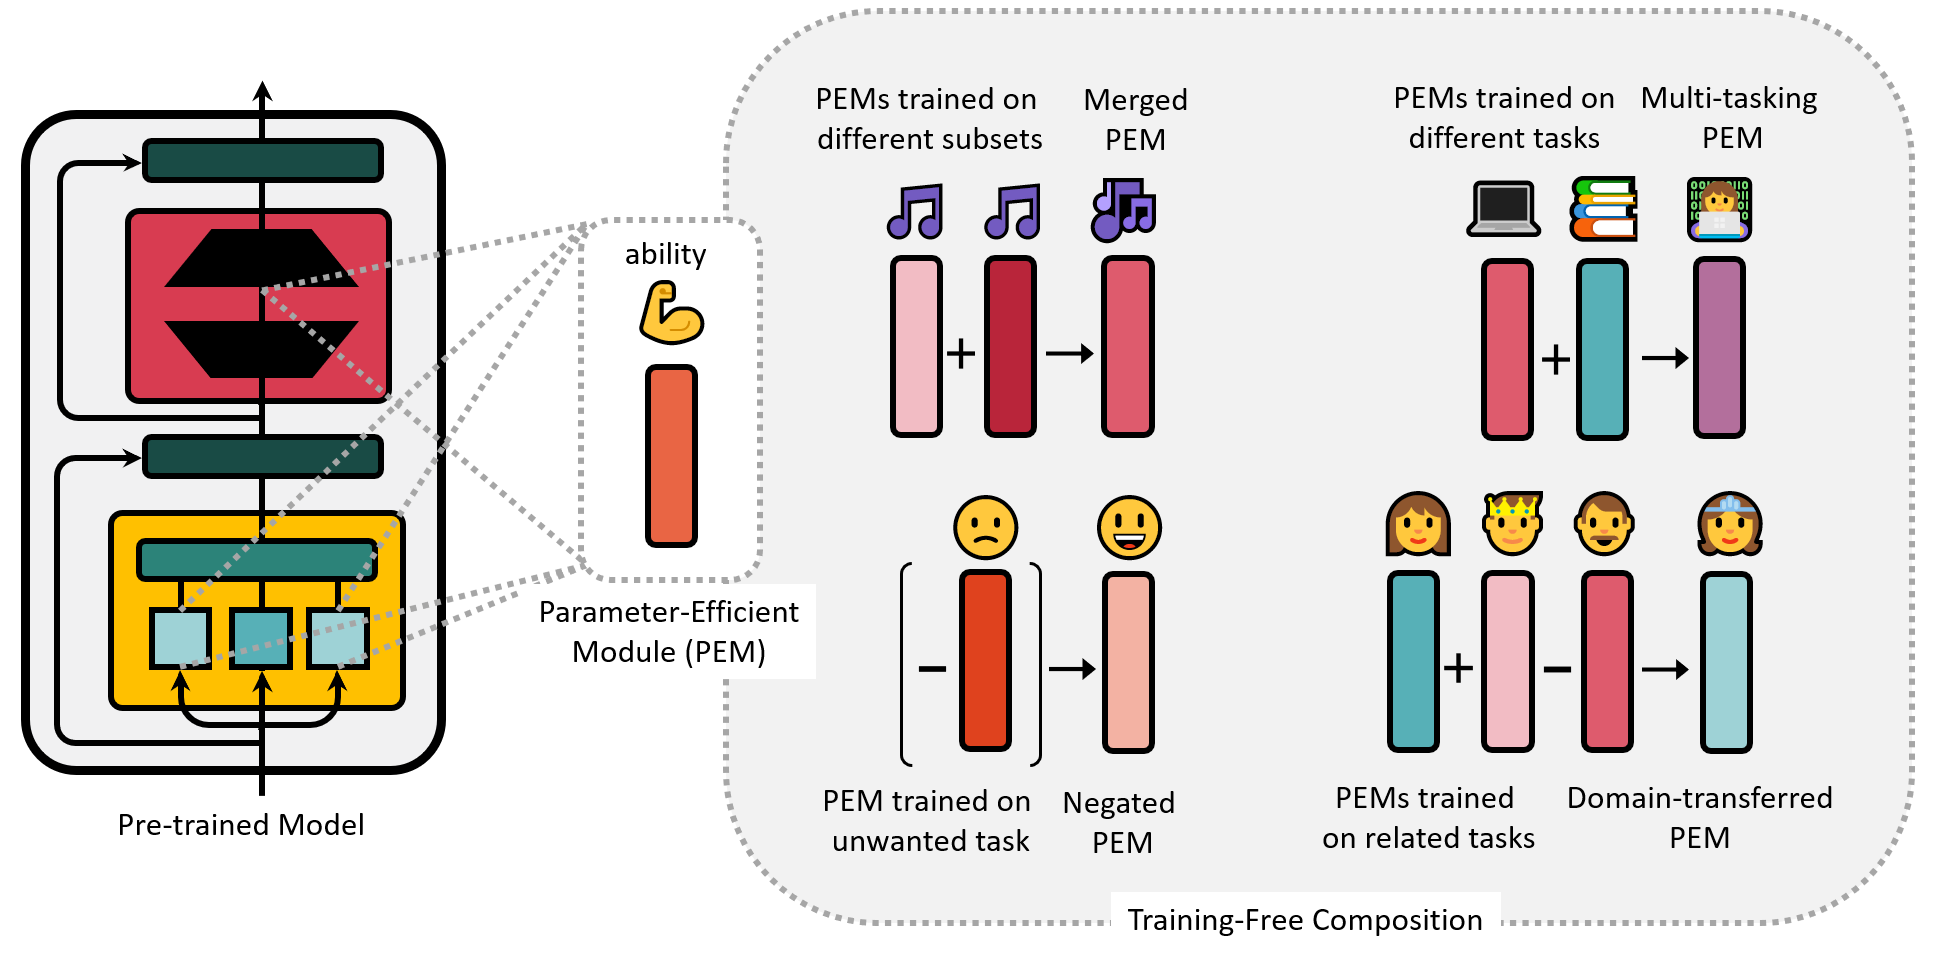 PEMs trained on
different subsets
Merged
PEM
PEMs trained on
different tasks
Multi-tasking
PEM
ability
Parameter-Efficient
Module (PEM)
Pre-trained Model
PEM trained on
unwanted task
Negated
PEM
PEMs trained
on related tasks
Domain-transferred
PEM
Training-Free Composition